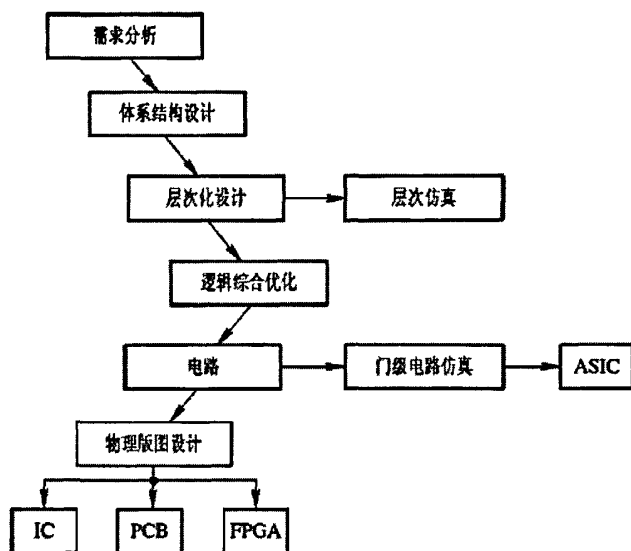 需求分析
体系结构设计
层次化设计
层次仿真
逻辑综合优化
电路
门级电路仿真
ASIC
物理版图设计
IC
PCB
FPGA